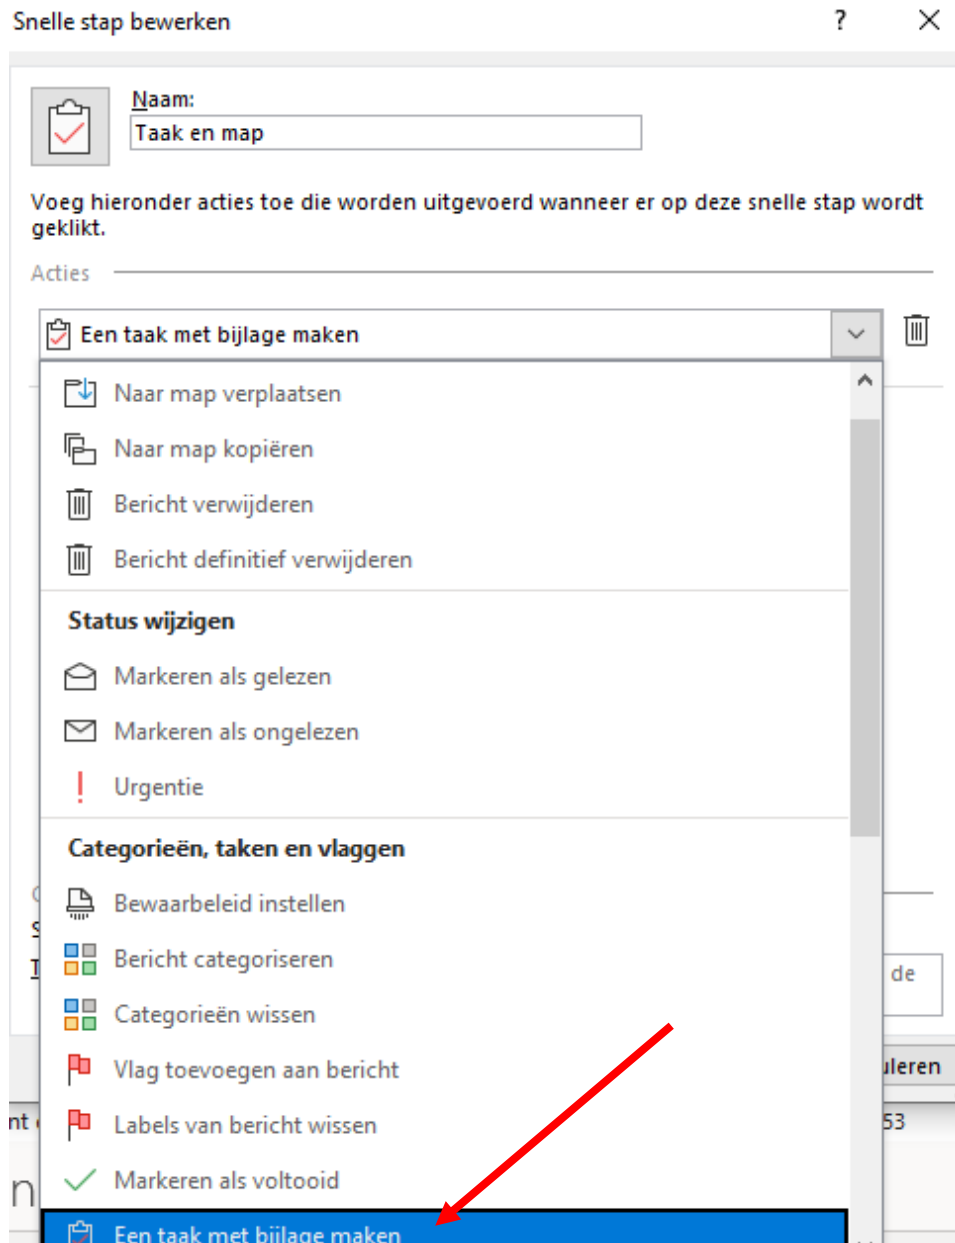 Snelle stap bewerken
?
Naam:
Taak en map
Voeg hieronder acties toe die worden uitgevoerd wanneer er op deze snelle stap wordt
geklikt.
Acties
Een taak met bijlage maken
Naar map verplaatsen
Naar map kopiëren
Bericht verwijderen
Bericht definitief verwijderen
Status wijzigen
Markeren als gelezen
Markeren als ongelezen
Urgentie
Categorieën, taken en vlaggen
Bewaarbeleid instellen
Bericht categoriseren
de
Categorieën wissen
Vlag toevoegen aan bericht
uleren
Labels van bericht wissen
53
Markeren als voltooid
Een taak met bijlage maken